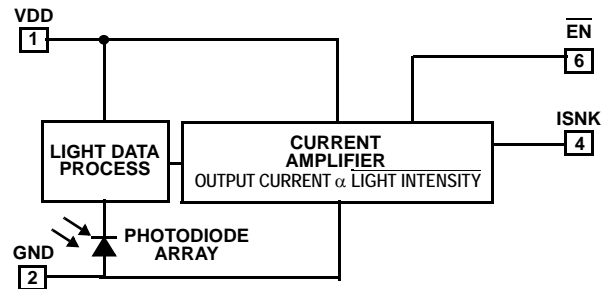 VDD
1
EN
6
ISNK
4
LIGHT DATA
PROCESS
CURRENT
AMPLIFIER
OUTPUT CURRENT α LIGHT INTENSITY
PHOTODIODE
ARRAY
GND
2